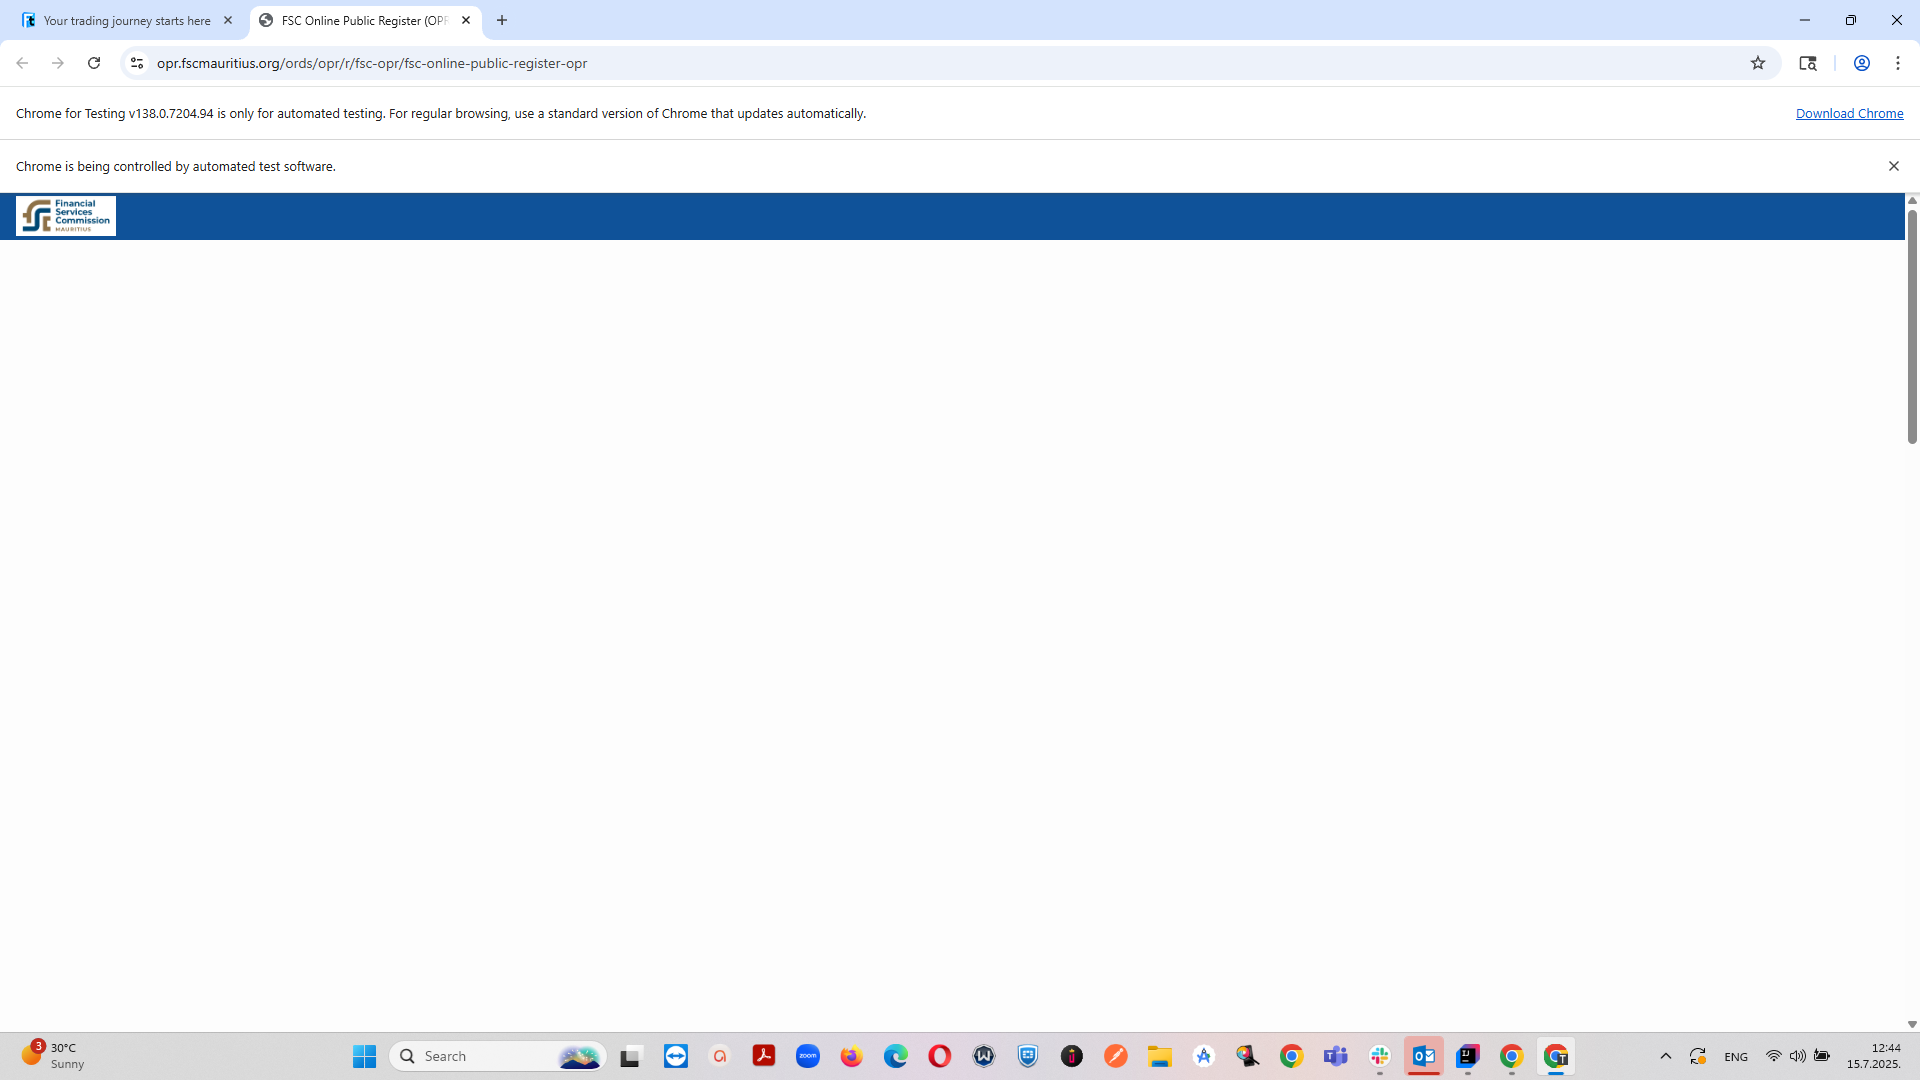 Your trading journey starts here
FSC Online Public Register (OPR
opr.fscmauritius.org/ords/opr/r/fsc-opr/fsc-online-public-register-opr
Chrome for Testing v138.0.7204.94 is only for automated testing. For regular browsing, use a standard version of Chrome that updates automatically.
Download Chrome
Chrome is being controlled by automated test software.
Financial
Services
Commission
MAURITIUS
3
30°C
Sunny
Search
zoom
ENG
12:44
15.7.2025.